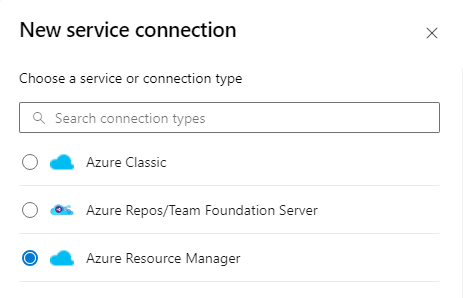 New service connection
Choose a service or connection type
Search connection types
Azure Classic
Azure Repos/Team Foundation Server
Azure Resource Manager